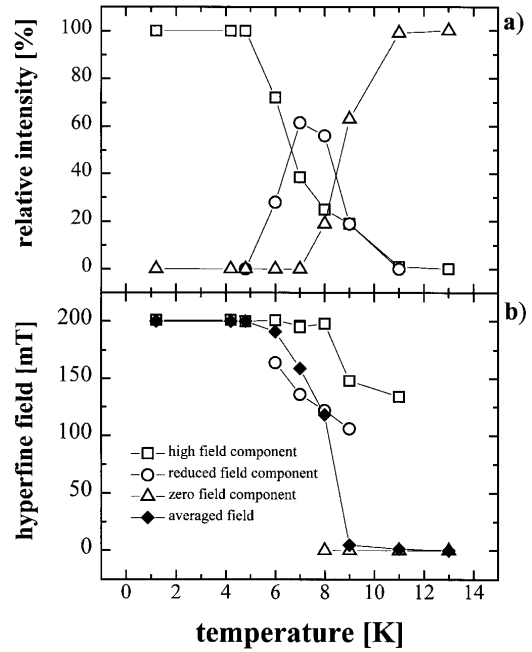 a)
relative intensity [%]
100
80
60
40
20
0
b)
hyperfine field [mT]
200
150
100
50
0
high field component
reduced field component
zero field component
averaged field
0 2 4 6 8 10 12 14
temperature [K]